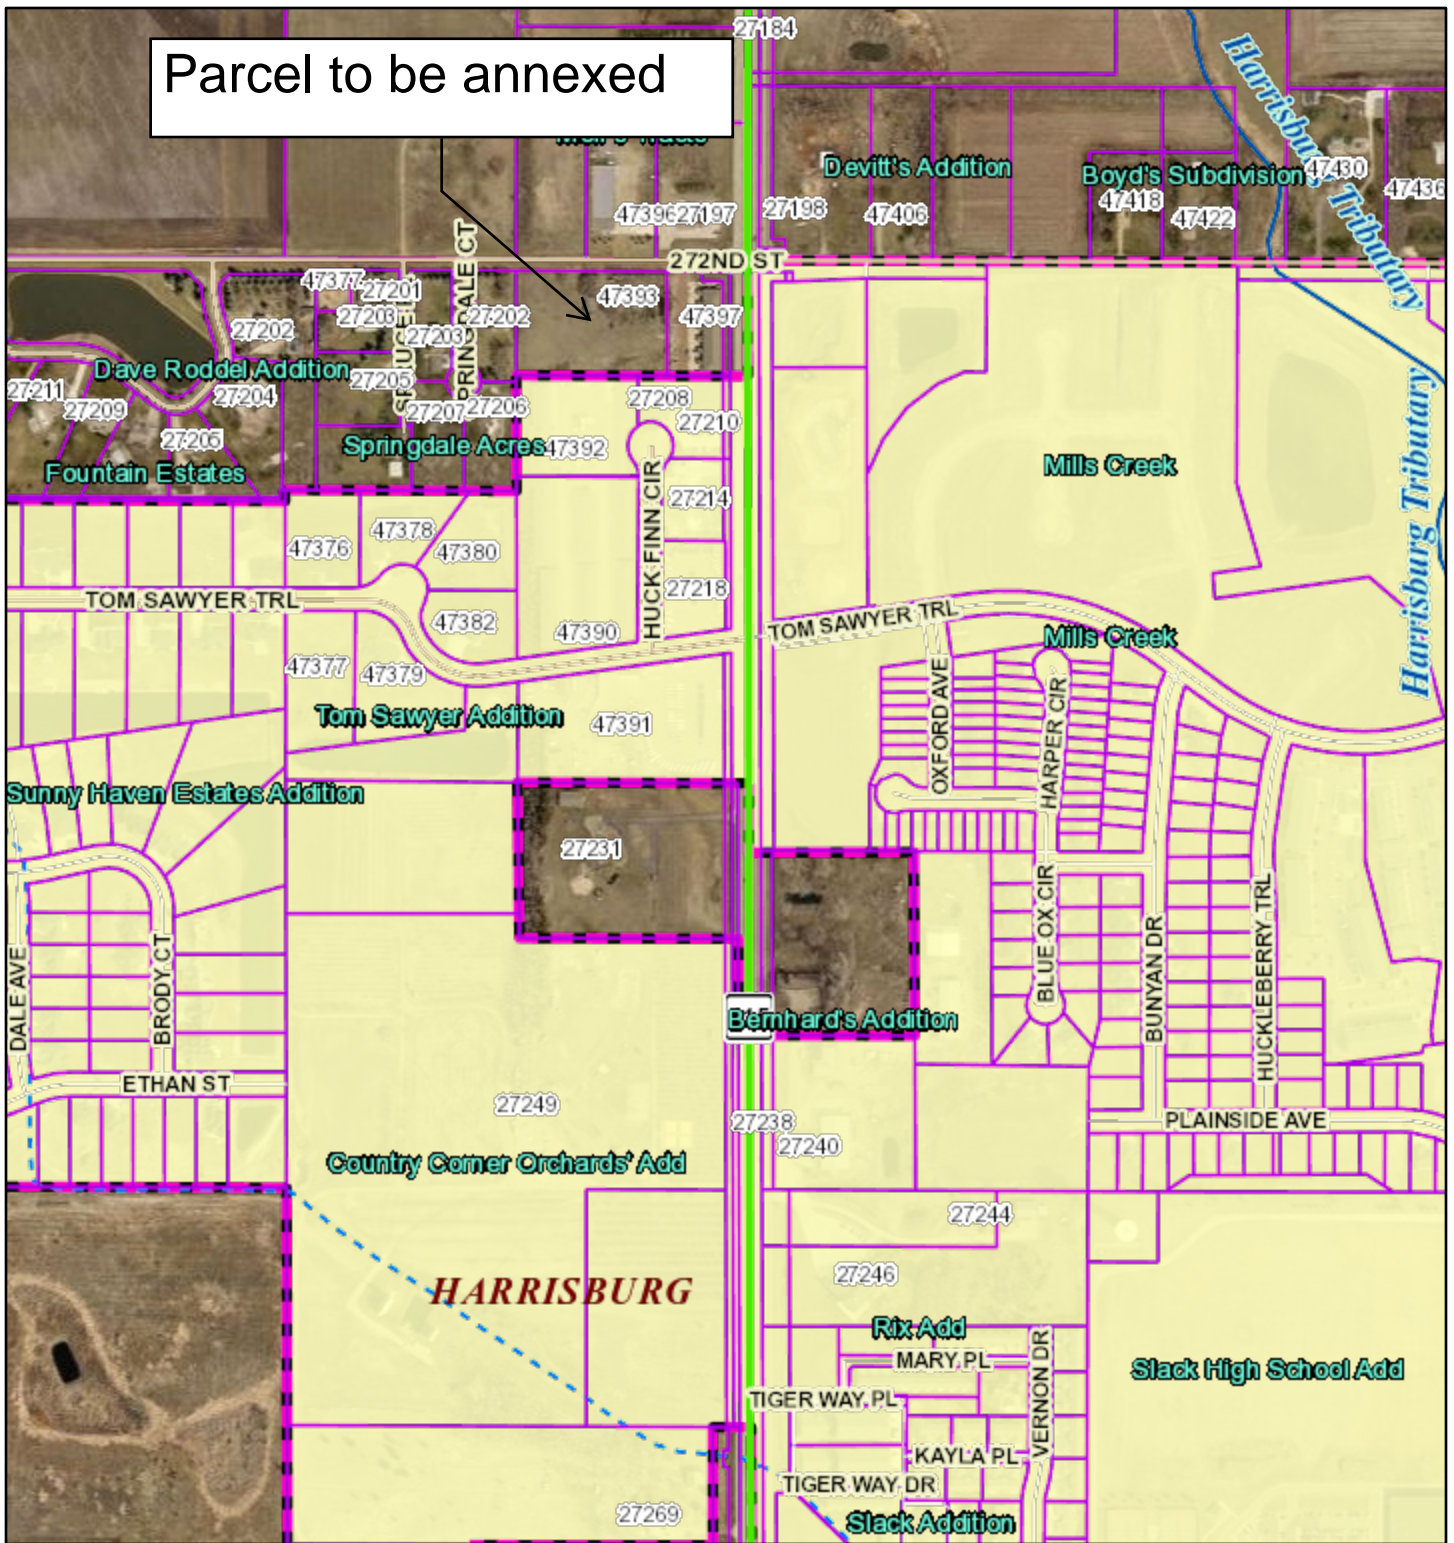 27184
Parcel to be annexed
Harrisburg Tributary
Devitt's Addition
Boyd's Subdivision
47430
47436
47396
27197
27198
47406
47418
47422
272ND ST
SPRINGDALE CT
47377
27201
47393
27202
27203
27202
47397
27203
Dave Roddel Addition
27205
27211
27204
27209
27207
27206
27208
27210
27205
Springdale Acres
47392
Fountain Estates
Mills Creek
Harrisburg Tributary
27214
HUCK FINN CIR
47376
47378
47380
27218
TOM SAWYER TRL
47382
47390
TOM SAWYER TRL
Mills Creek
47377
47379
OXFORD AVE
HARPER CIR
Tom Sawyer Addition
47391
Sunny Haven Estates Addition
27231
BLUE OX CIR
BUNYAN DR
HUCKLEBERRY TRL
DALE AVE
BRODY CT
Bernhard's Addition
ETHAN ST
27249
27238
27240
PLAINSIDE AVE
Country Corner Orchards' Add
27244
HARRISBURG
27246
Rix Add
MARY PL
VERNON DR
Slack High School Add
TIGER WAY PL
KAYLA PL
TIGER WAY DR
27269
Slack Addition